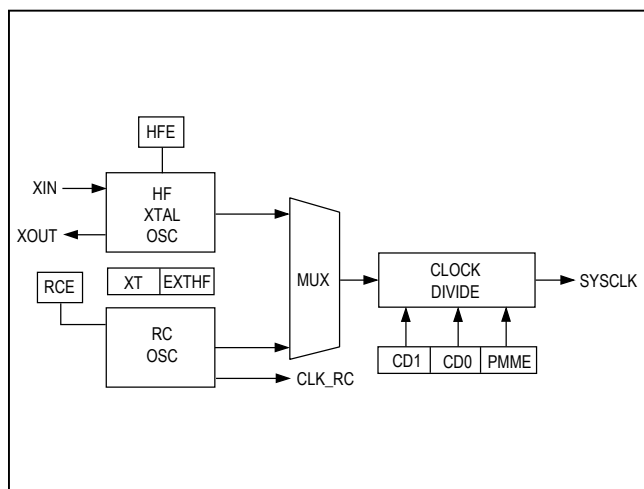 HFE
XIN
HF
XTAL
OSC
XOUT
MUX
CLOCK
DIVIDE
SYSCLK
RCE
XT EXTHF
RC
OSC
CLK_RC
CD1 CD0 PMME